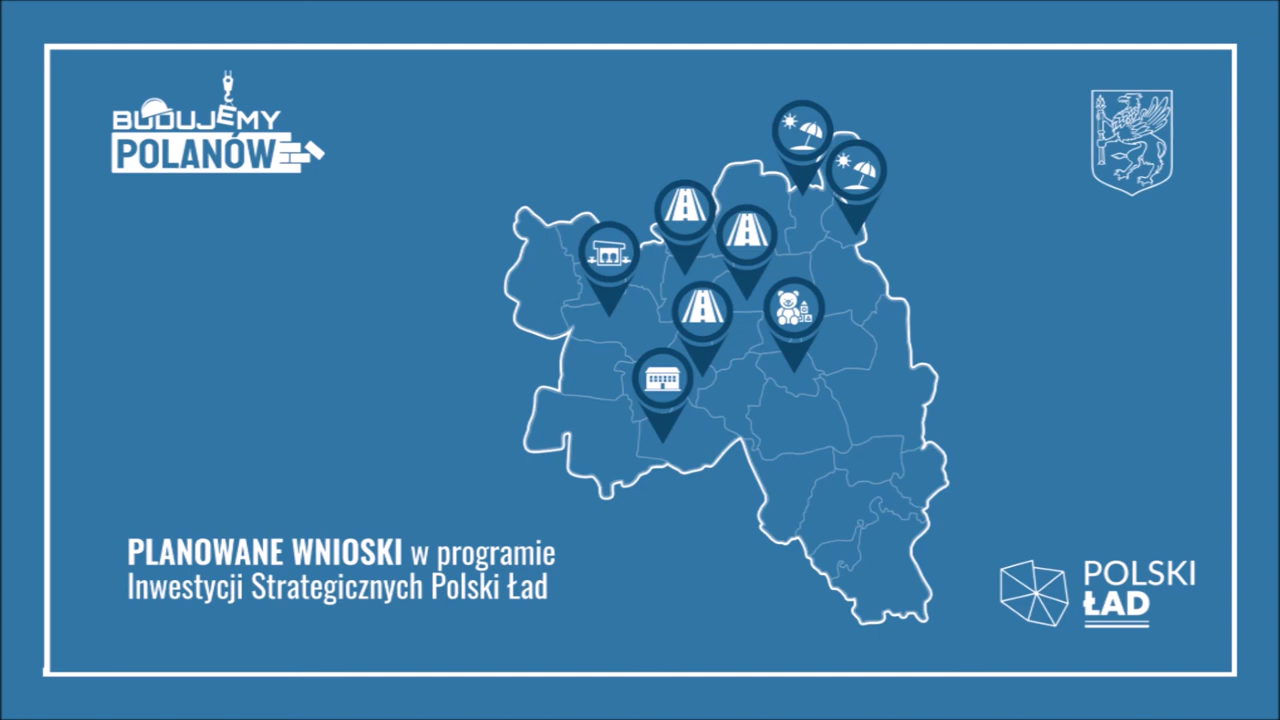 BUDUJEMY
POLANÓW
PLANOWANE WNIOSKI w programie
Inwestycji Strategicznych Polski Ład
POLSKI
ŁAD